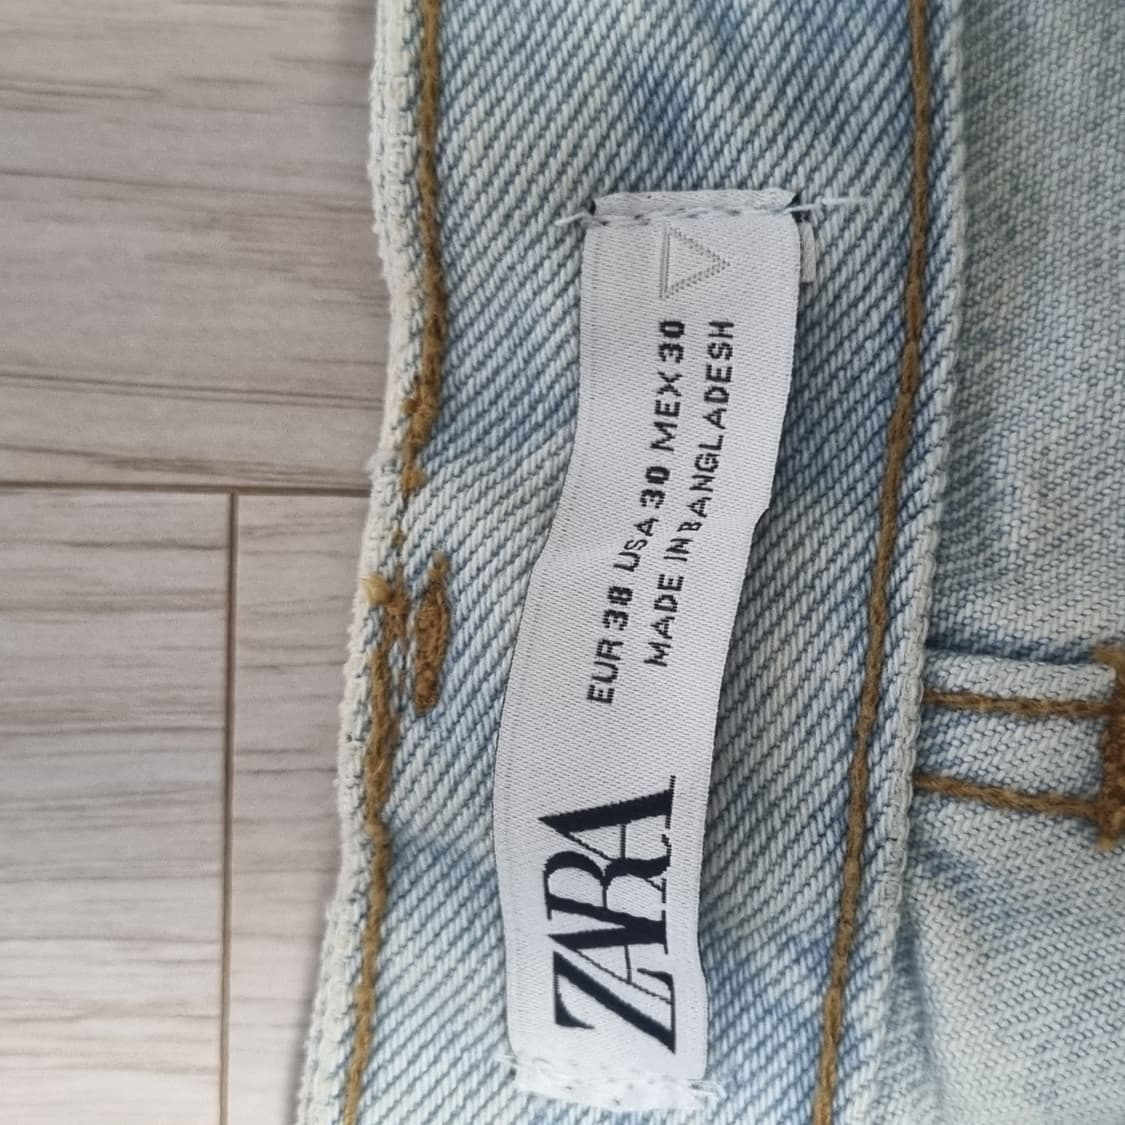 ZARA
EUR 38 USA 30 MEX 30
MADE IN BANGLADESH